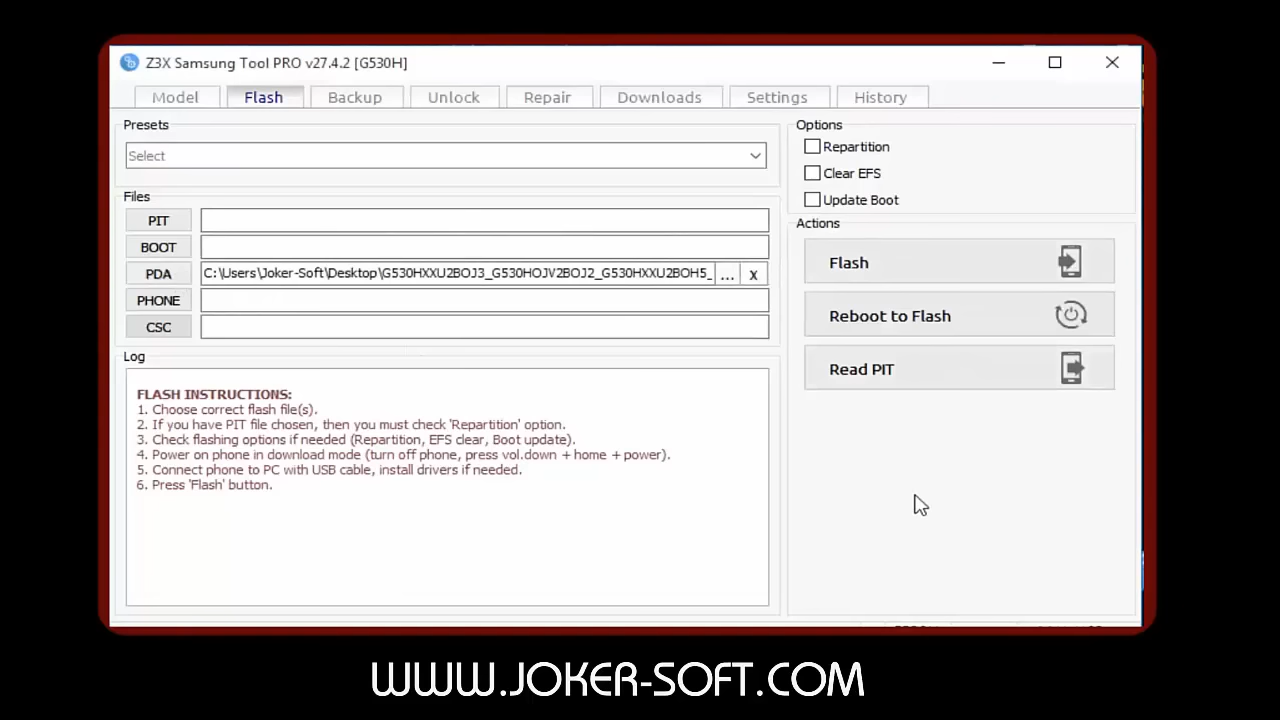 Z3X Samsung Tool PRO v27.4.2 [G530H]
Model Flash Backup Unlock Repair Downloads Settings History
Presets
Select
Files
PIT
BOOT
PDA C:\Users\Joker-Soft\Desktop\G530HXXU2BOJ3_G530HOJV2BOJ2_G530HXXU2BOH5_ ... x
PHONE
CSC
Log
FLASH INSTRUCTIONS:
1. Choose correct flash file(s).
2. If you have PIT file chosen, then you must check 'Repartition' option.
3. Check flashing options if needed (Repartition, EFS clear, Boot update).
4. Power on phone in download mode (turn off phone, press vol.down + home + power).
5. Connect phone to PC with USB cable, install drivers if needed.
6. Press 'Flash' button.
Options
Repartition
Clear EFS
Update Boot
Actions
Flash
Reboot to Flash
Read PIT
WWW.JOKER-SOFT.COM